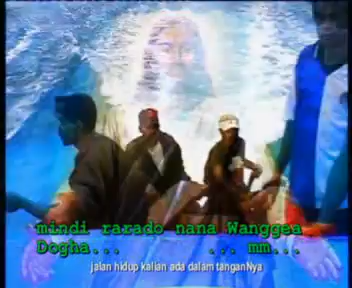 mindi rarado nana Wanggea
Dogha... ... mm...
jalan hidup kalian ada dalam tanganNya